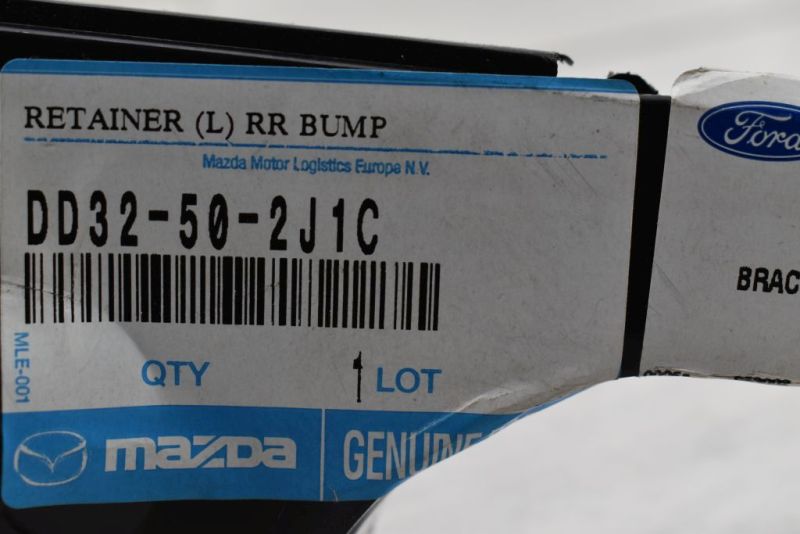 RETAINER (L) RR BUMP
Mazda Motor Logistics Europe N.V.
DD32-50-2J1C
MLE-001
QTY
1 LOT
mazda
GENUINE
Ford
BRAC